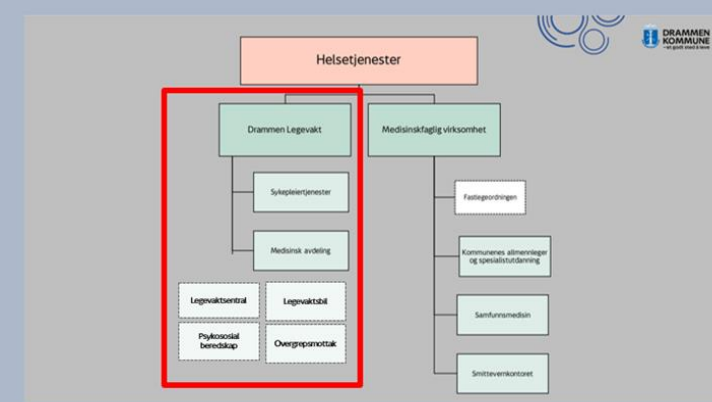 Helsetjenester
DRAMMEN
KOMMUNE
Drammen Legevakt
Medisinskfaglig virksomhet
Sykepleiertjenester
Fastlegeordningen
Medisinsk avdeling
Kommunenes allmennleger
og spesialistutdanning
Legevaktsentral
Legevaktsbil
Psykososial
beredskap
Overgrepsmottak
Samfunnsmedisin
Smittevernkontoret